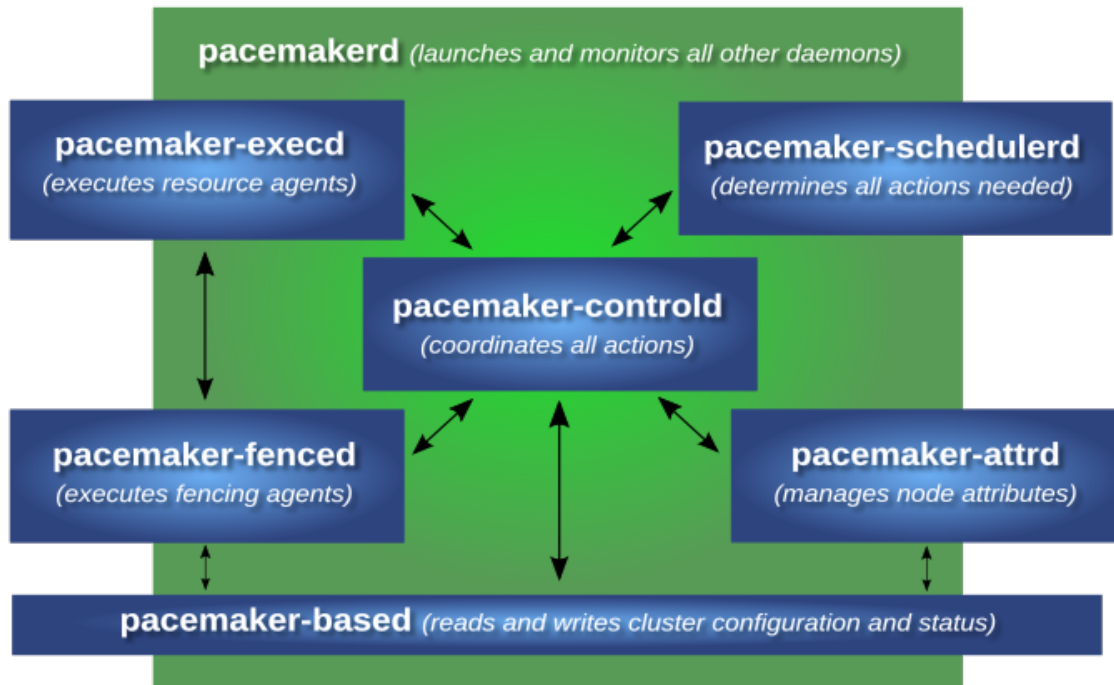 pacemakerd (launches and monitors all other daemons)
pacemaker-execd
(executes resource agents)
pacemaker-schedulerd
(determines all actions needed)
pacemaker-controld
(coordinates all actions)
pacemaker-fenced
(executes fencing agents)
pacemaker-attrd
(manages node attributes)
pacemaker-based (reads and writes cluster configuration and status)